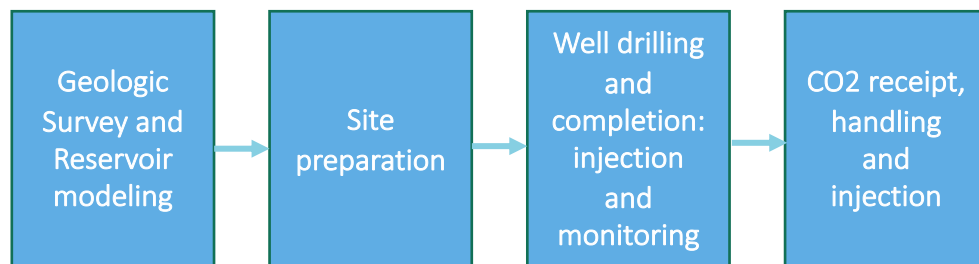 Geologic
Survey and
Reservoir
modeling
Site
preparation
Well drilling
and
completion:
injection
and
monitoring
CO2 receipt,
handling
and
injection